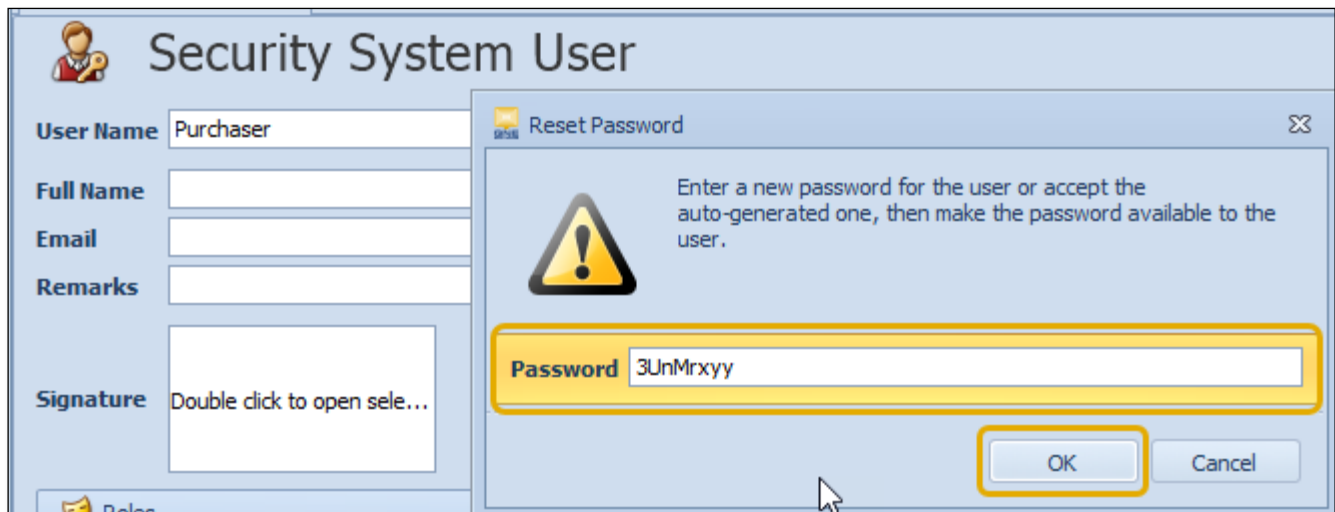 Security System User
User Name Purchaser
Reset Password
Enter a new password for the user or accept the
auto-generated one, then make the password available to the
user.
Full Name
Email
Remarks
Password 3UnMrxyy
Signature Double click to open sele...
OK Cancel
Roles